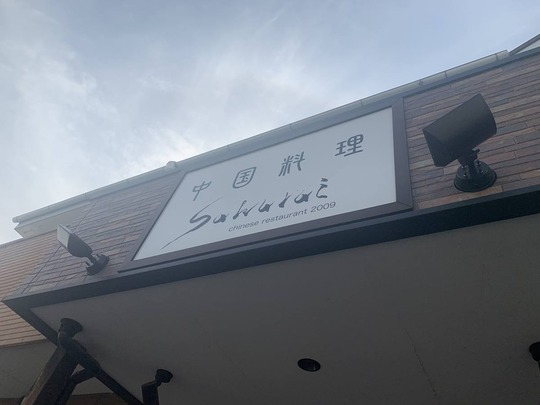 中国料理
Sakurai
chinese restaurant 2009